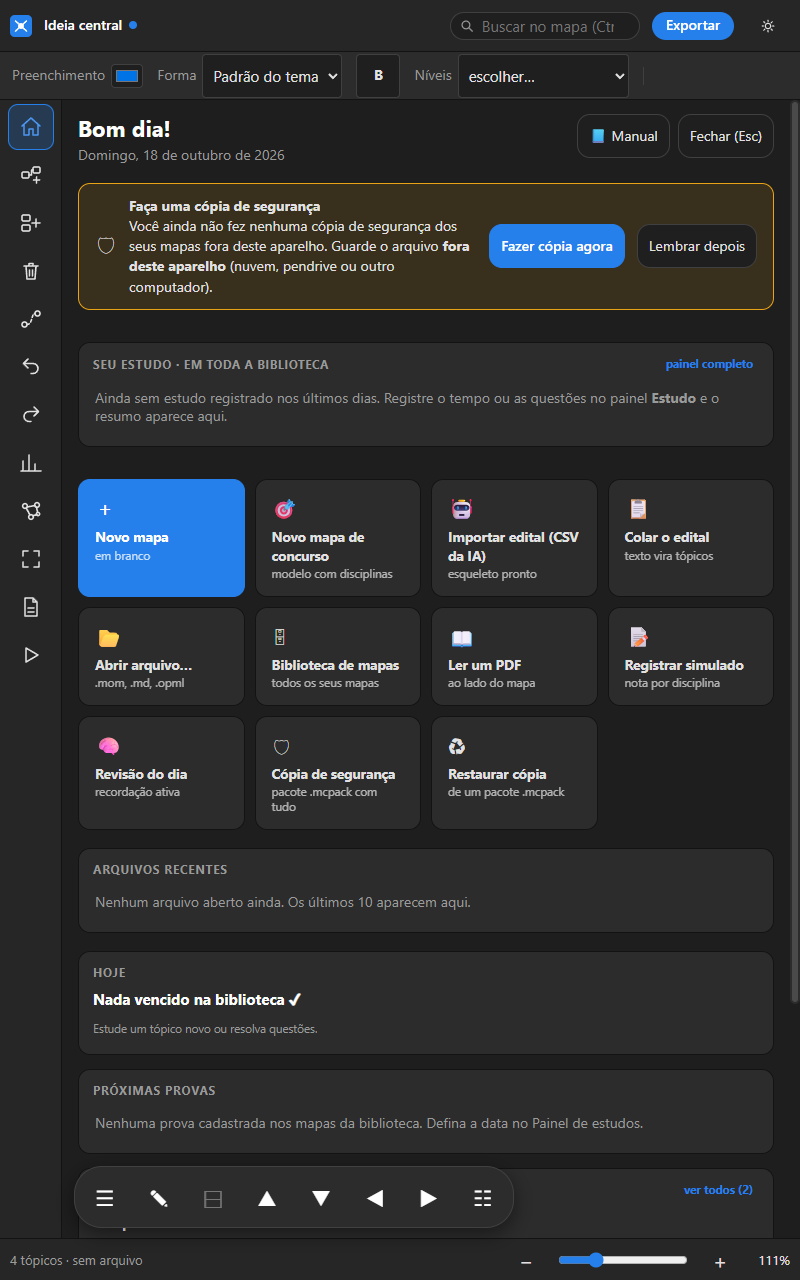 Ideia central
Buscar no mapa (Ctr
Exportar
Preenchimento
Forma
Padrão do tema
B
Níveis
escolher...
Bom dia!
Domingo, 18 de outubro de 2026
Manual
Fechar (Esc)
Faça uma cópia de segurança
Você ainda não fez nenhuma cópia de segurança dos
seus mapas fora deste aparelho. Guarde o arquivo fora
deste aparelho (nuvem, pendrive ou outro
computador).
Fazer cópia agora
Lembrar depois
SEU ESTUDO · EM TODA A BIBLIOTECA
painel completo
Ainda sem estudo registrado nos últimos dias. Registre o tempo ou as questões no painel Estudo e o
resumo aparece aqui.
Novo mapa
em branco
Novo mapa de
concurso
modelo com disciplinas
Importar edital (CSV
da IA)
esqueleto pronto
Colar o edital
texto vira tópicos
Abrir arquivo...
.mom, .md, .opml
Biblioteca de mapas
todos os seus mapas
Ler um PDF
ao lado do mapa
Registrar simulado
nota por disciplina
Revisão do dia
recordação ativa
Cópia de segurança
pacote .mcpack com
tudo
Restaurar cópia
de um pacote .mcpack
ARQUIVOS RECENTES
Nenhum arquivo aberto ainda. Os últimos 10 aparecem aqui.
HOJE
Nada vencido na biblioteca ✓
Estude um tópico novo ou resolva questões.
PRÓXIMAS PROVAS
Nenhuma prova cadastrada nos mapas da biblioteca. Defina a data no Painel de estudos.
ver todos (2)
4 tópicos · sem arquivo
111%